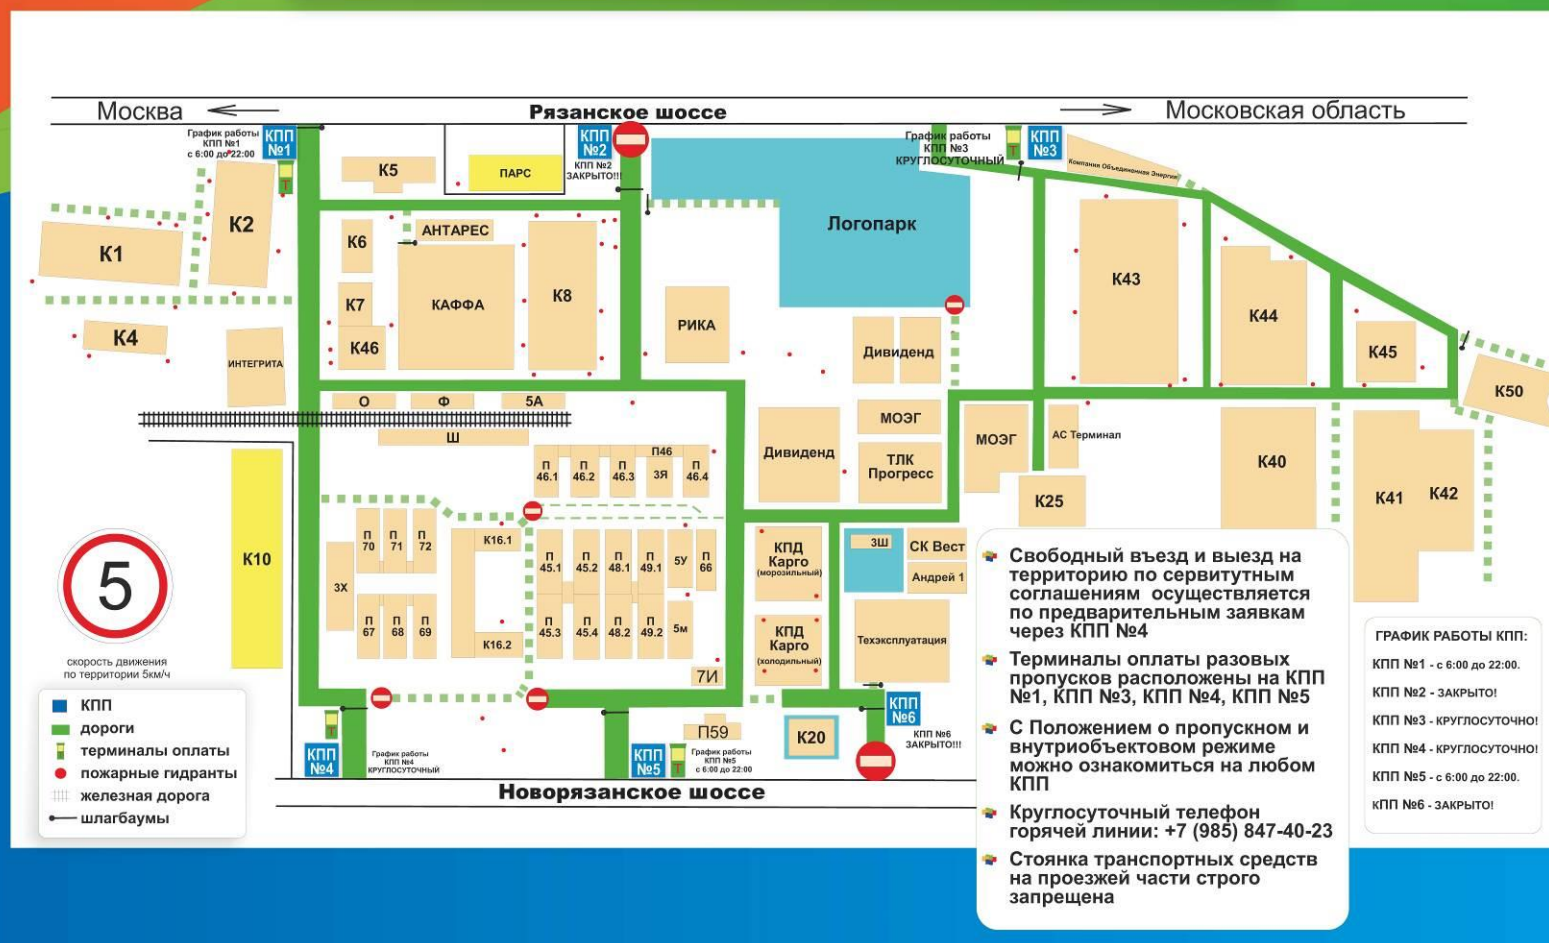 Москва
Рязанское шоссе
Московская область
График работы
КПП №1
с 6:00 до 22:00
КПП
№1
КПП
№2
КПП №2
ЗАКРЫТО!!!
График работы
КПП №3
КРУГЛОСУТОЧНЫЙ
Т
КПП
№3
Компания Объединенная Энергия
Т
К5
ПАРС
К2
К1
К4
ИНТЕГРИТА
К6
АНТАРЕС
К7
КАФФА
К8
К46
РИКА
Логопарк
Дивиденд
К43
К44
К45
К50
О
Ф
5А
Ш
МОЭГ
Дивиденд
ТЛК
Прогресс
МОЭГ
АС Терминал
К25
К40
К41
К42
П46
П
46.1
П
46.2
П
46.3
3Я
П
46.4
К10
П
70
П
71
П
72
К16.1
3Х
П
67
П
68
П
69
К16.2
П
45.1
П
45.2
П
48.1
П
49.1
5У
П
66
П
45.3
П
45.4
П
48.2
П
49.2
5м
7И
КПД
Карго
(морозильный)
КПД
Карго
(холодильный)
3Ш
СК Вест
Андрей 1
Техэксплуатация
К20
П59
КПП
№6
КПП №6
ЗАКРЫТО!!!
Т
КПП
№4
График работы
КПП №4
КРУГЛОСУТОЧНЫЙ
КПП
№5
Т
График работы
КПП №5
с 6:00 до 22:00
Новорязанское шоссе
5
скорость движения
по территории 5км/ч
КПП
дороги
терминалы оплаты
пожарные гидранты
железная дорога
шлагбаумы
Свободный въезд и выезд на
территорию по сервитутным
соглашениям осуществляется
по предварительным заявкам
через КПП №4
Терминалы оплаты разовых
пропусков расположены на КПП
№1, КПП №3, КПП №4, КПП №5
С Положением о пропускном и
внутриобъектовом режиме
можно ознакомиться на любом
КПП
Круглосуточный телефон
горячей линии: +7 (985) 847-40-23
Стоянка транспортных средств
на проезжей части строго
запрещена
ГРАФИК РАБОТЫ КПП:
КПП №1 - с 6:00 до 22:00.
КПП №2 - ЗАКРЫТО!
КПП №3 - КРУГЛОСУТОЧНО!
КПП №4 - КРУГЛОСУТОЧНО!
КПП №5 - с 6:00 до 22:00.
кПП №6 - ЗАКРЫТО!